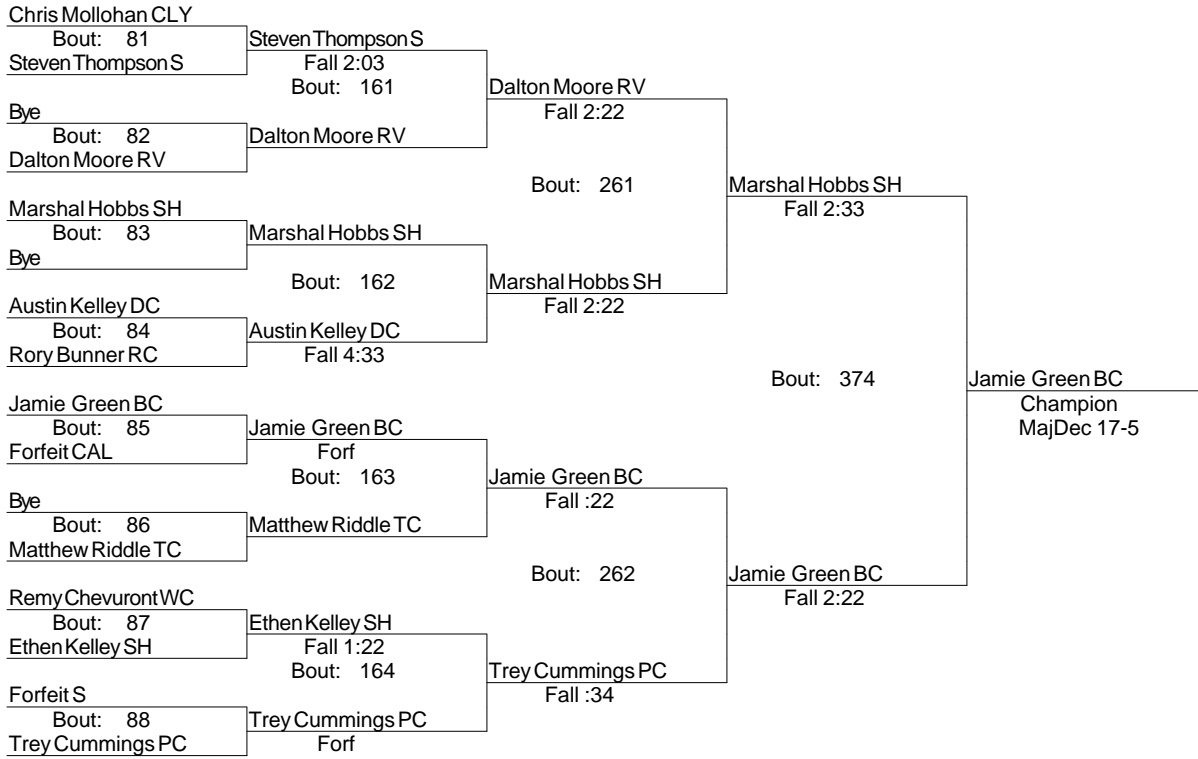 Chris Mollohan CLY
Bout: 81
Steven Thompson S
Bye
Bout: 82
Dalton Moore RV
Marshal Hobbs SH
Bout: 83
Bye
Austin Kelley DC
Bout: 84
Rory Bunner RC
Jamie Green BC
Bout: 85
Forfeit CAL
Bye
Bout: 86
Matthew Riddle TC
Remy Chevuront WC
Bout: 87
Ethen Kelley SH
Forfeit S
Bout: 88
Trey Cummings PC
Steven Thompson S
Fall 2:03
Bout: 161
Dalton Moore RV
Marshal Hobbs SH
Bout: 162
Austin Kelley DC
Fall 4:33
Jamie Green BC
Forf
Bout: 163
Matthew Riddle TC
Ethen Kelley SH
Fall 1:22
Bout: 164
Trey Cummings PC
Forf
Dalton Moore RV
Fall 2:22
Bout: 261
Marshal Hobbs SH
Fall 2:22
Jamie Green BC
Fall :22
Bout: 262
Trey Cummings PC
Fall :34
Marshal Hobbs SH
Fall 2:33
Bout: 374
Jamie Green BC
Fall 2:22
Jamie Green BC
Champion
MajDec 17-5